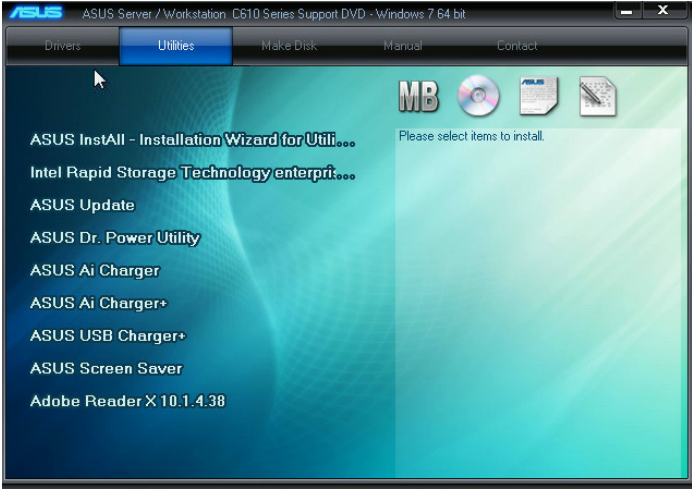 ASUS ASUS Server / Workstation C610 Series Support DVD - Windows 7 64 bit
Drivers Utilities Make Disk Manual Contact
MB
ASUS
Please select items to install.
ASUS InstAll - Installation Wizard for Utili...
Intel Rapid Storage Technology enterpris...
ASUS Update
ASUS Dr. Power Utility
ASUS Ai Charger
ASUS Ai Charger+
ASUS USB Charger+
ASUS Screen Saver
Adobe Reader X 10.1.4.38